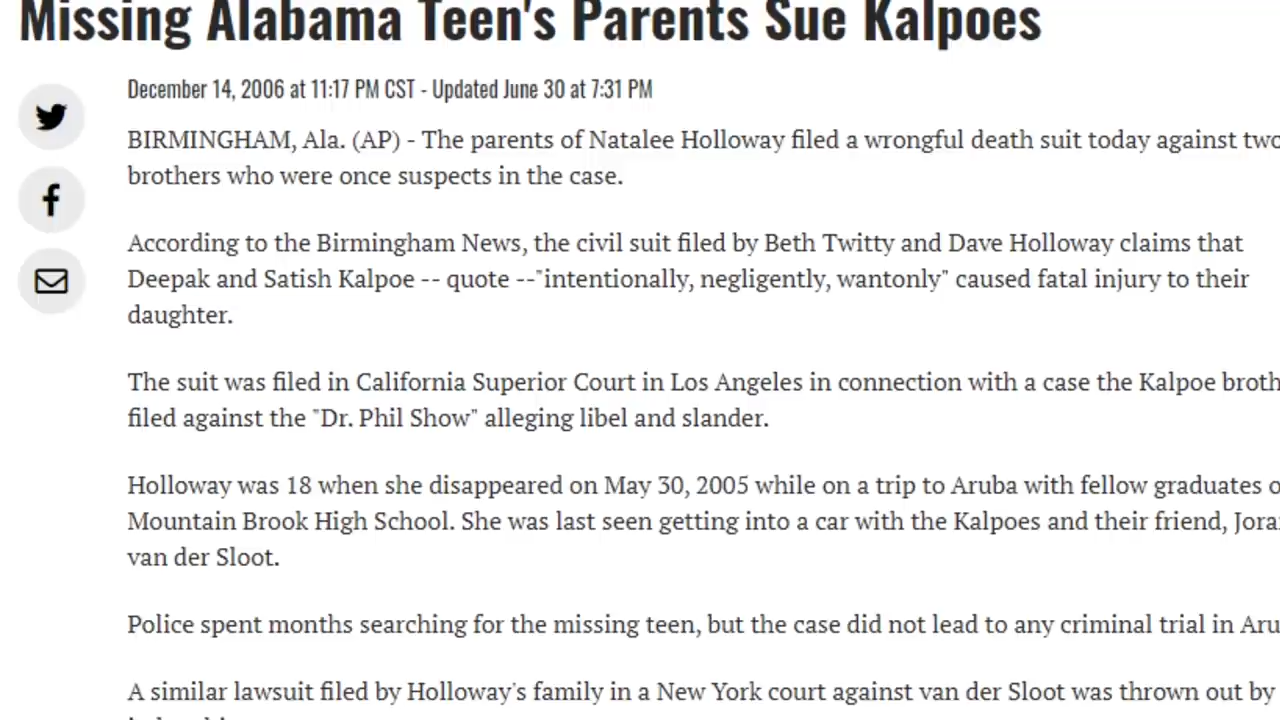 Missing Alabama Teen's Parents Sue Kalpoes
December 14, 2006 at 11:17 PM CST - Updated June 30 at 7:31 PM
BIRMINGHAM, Ala. (AP) - The parents of Natalee Holloway filed a wrongful death suit today against two
brothers who were once suspects in the case.
According to the Birmingham News, the civil suit filed by Beth Twitty and Dave Holloway claims that
Deepak and Satish Kalpoe -- quote --"intentionally, negligently, wantonly" caused fatal injury to their
daughter.
The suit was filed in California Superior Court in Los Angeles in connection with a case the Kalpoe broth
filed against the "Dr. Phil Show" alleging libel and slander.
Holloway was 18 when she disappeared on May 30, 2005 while on a trip to Aruba with fellow graduates o
Mountain Brook High School. She was last seen getting into a car with the Kalpoes and their friend, Jora
van der Sloot.
Police spent months searching for the missing teen, but the case did not lead to any criminal trial in Aru
A similar lawsuit filed by Holloway's family in a New York court against van der Sloot was thrown out by